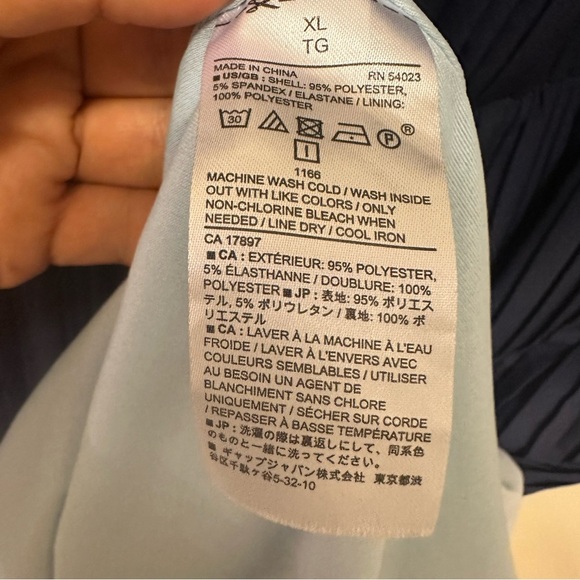 XL
TG
MADE IN CHINA RN 54023
■ US/GB : SHELL: 95% POLYESTER,
5% SPANDEX / ELASTANE / LINING:
100% POLYESTER
30 P ®
I
1166
MACHINE WASH COLD / WASH INSIDE
OUT WITH LIKE COLORS / ONLY
NON-CHLORINE BLEACH WHEN
NEEDED / LINE DRY / COOL IRON
CA 17897
■ CA : EXTÉRIEUR: 95% POLYESTER,
5% ÉLASTHANNE / DOUBLURE: 100%
POLYESTER ■ JP : 表地: 95% ポリエス
テル, 5% ポリウレタン / 裏地: 100% ポ
リエステル
■ CA : LAVER À LA MACHINE À L'EAU
FROIDE / LAVER À L'ENVERS AVEC
COULEURS SEMBLABLES / UTILISER
AU BESOIN UN AGENT DE
BLANCHIMENT SANS CHLORE
UNIQUEMENT / SÉCHER SUR CORDE
/ REPASSER À BASSE TEMPÉRATURE
■ JP : 洗濯の際は裏返しにして、同系色
のものと一緒に洗ってください。
■ ギャップジャパン株式会社 東京都渋
谷区千駄ヶ谷5-32-10